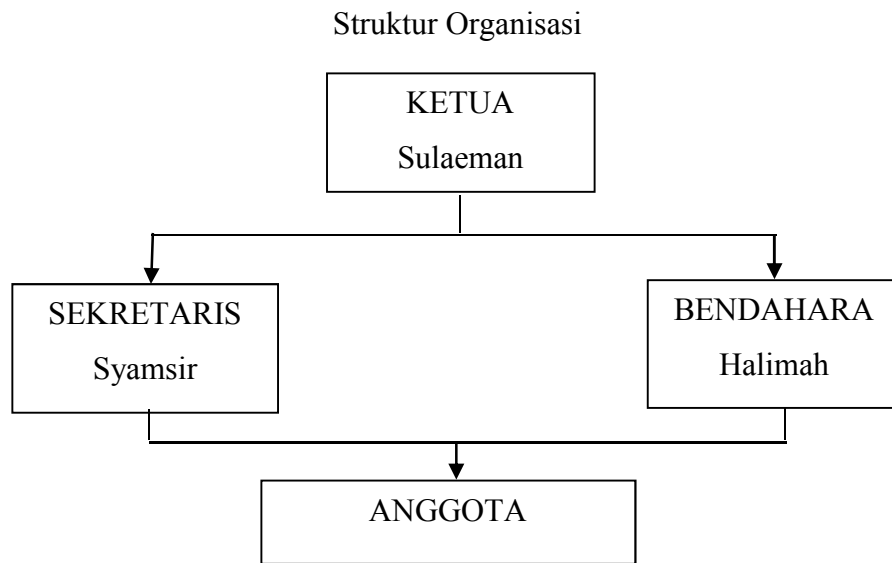 Struktur Organisasi
KETUA
Sulaeman
SEKRETARIS
Syamsir
BENDAHARA
Halimah
ANGGOTA